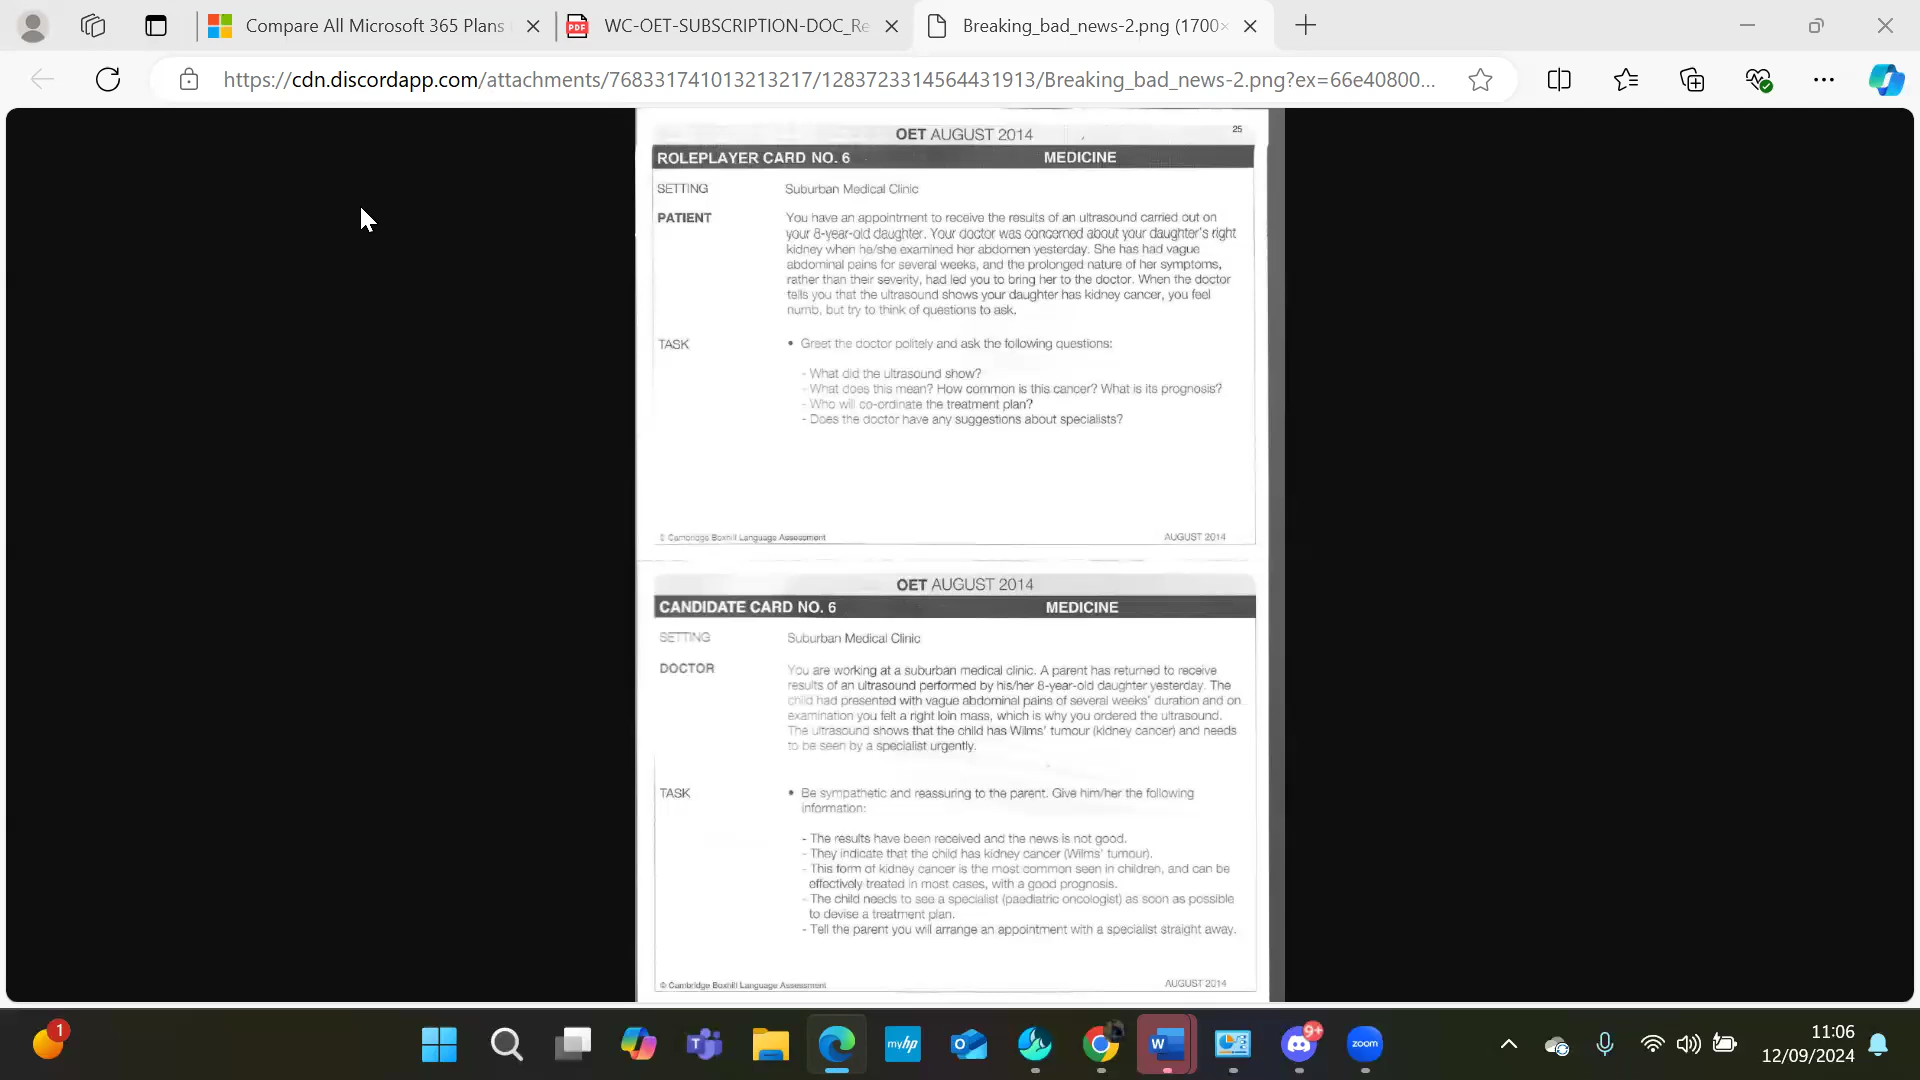 Compare All Microsoft 365 Plans
WC-OET-SUBSCRIPTION-DOC_Re
Breaking_bad_news-2.png (1700×
https://cdn.discordapp.com/attachments/768331741013213217/1283723314564431913/Breaking_bad_news-2.png?ex=66e40800...
OET AUGUST 2014
25
ROLEPLAYER CARD NO. 6 MEDICINE
SETTING Suburban Medical Clinic
PATIENT You have an appointment to receive the results of an ultrasound carried out on
your 8-year-old daughter. Your doctor was concerned about your daughter's right
kidney when he/she examined her abdomen yesterday. She has had vague
abdominal pains for several weeks, and the prolonged nature of her symptoms,
rather than their severity, had led you to bring her to the doctor. When the doctor
tells you that the ultrasound shows your daughter has kidney cancer, you feel
numb, but try to think of questions to ask.
TASK • Greet the doctor politely and ask the following questions:
- What did the ultrasound show?
- What does this mean? How common is this cancer? What is its prognosis?
- Who will co-ordinate the treatment plan?
- Does the doctor have any suggestions about specialists?
© Cambridge Boxhill Language Assessment AUGUST 2014
OET AUGUST 2014
CANDIDATE CARD NO. 6 MEDICINE
SETTING Suburban Medical Clinic
DOCTOR You are working at a suburban medical clinic. A parent has returned to receive
results of an ultrasound performed by his/her 8-year-old daughter yesterday. The
child had presented with vague abdominal pains of several weeks' duration and on
examination you felt a right loin mass, which is why you ordered the ultrasound.
The ultrasound shows that the child has Wilms' tumour (kidney cancer) and needs
to be seen by a specialist urgently.
TASK • Be sympathetic and reassuring to the parent. Give him/her the following
information:
- The results have been received and the news is not good.
- They indicate that the child has kidney cancer (Wilms' tumour).
- This form of kidney cancer is the most common seen in children, and can be
effectively treated in most cases, with a good prognosis.
- The child needs to see a specialist (paediatric oncologist) as soon as possible
to devise a treatment plan.
- Tell the parent you will arrange an appointment with a specialist straight away.
© Cambridge Boxhill Language Assessment AUGUST 2014
1
myhp
9+
zoom
11:06
12/09/2024